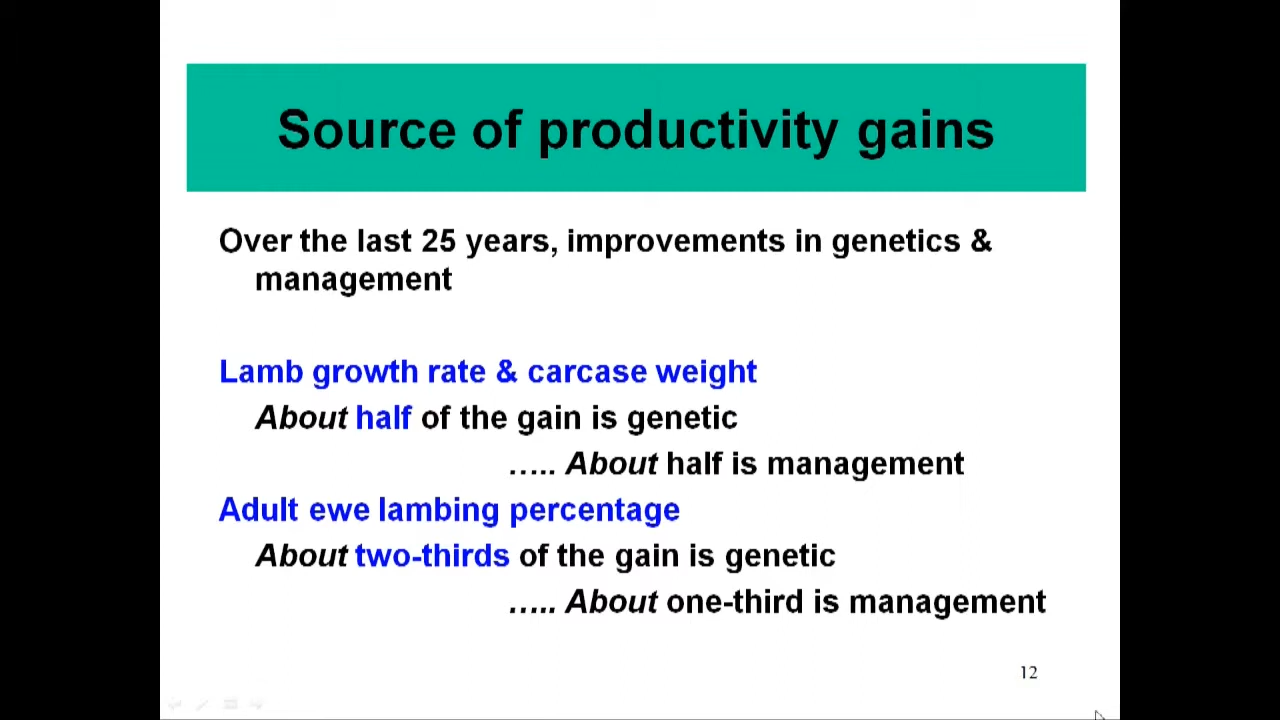 Source of productivity gains
Over the last 25 years, improvements in genetics &
management
Lamb growth rate & carcase weight
About half of the gain is genetic
….. About half is management
Adult ewe lambing percentage
About two-thirds of the gain is genetic
….. About one-third is management
12